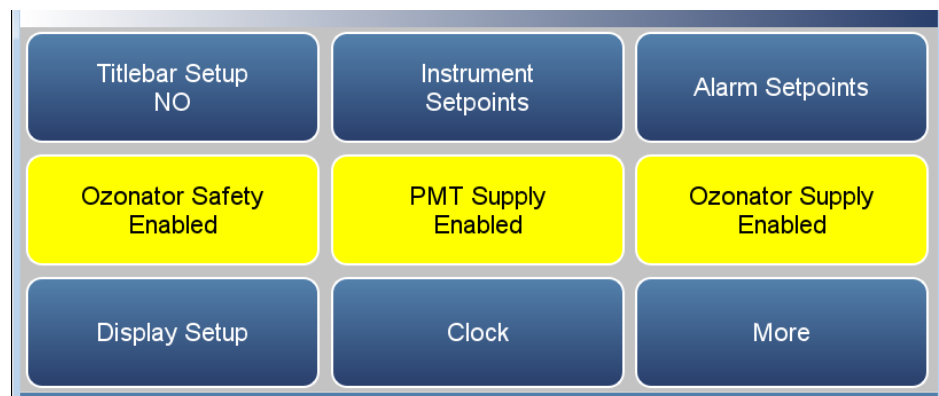 Titlebar Setup
NO
Instrument
Setpoints
Alarm Setpoints
Ozonator Safety
Enabled
PMT Supply
Enabled
Ozonator Supply
Enabled
Display Setup
Clock
More